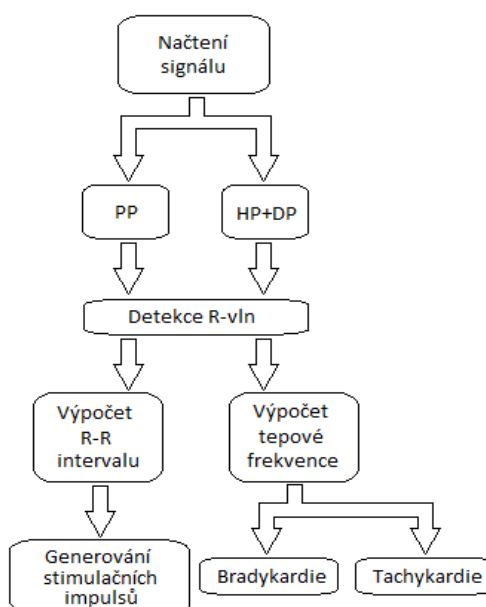 Načtení
signálu
PP
HP+DP
Detekce R-vln
Výpočet
R-R
intervalu
Výpočet
tepové
frekvence
Generování
stimulačních
impulsů
Bradykardie
Tachykardie